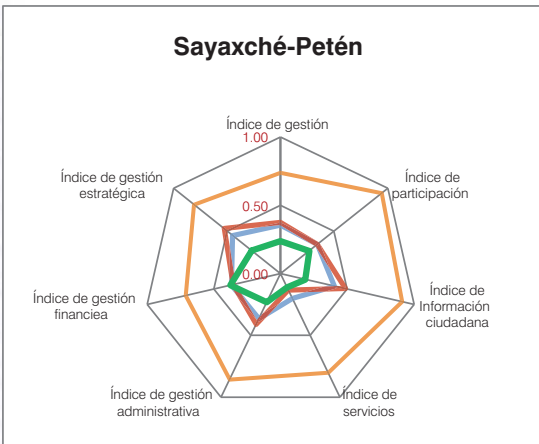 Sayaxché-Petén
Índice de gestión
1.00
Índice de
participación
Índice de gestión
estratégica
0.50
0.00
Índice de gestión
financiea
Índice de
Información
ciudadana
Índice de gestión
administrativa
Índice de
servicios